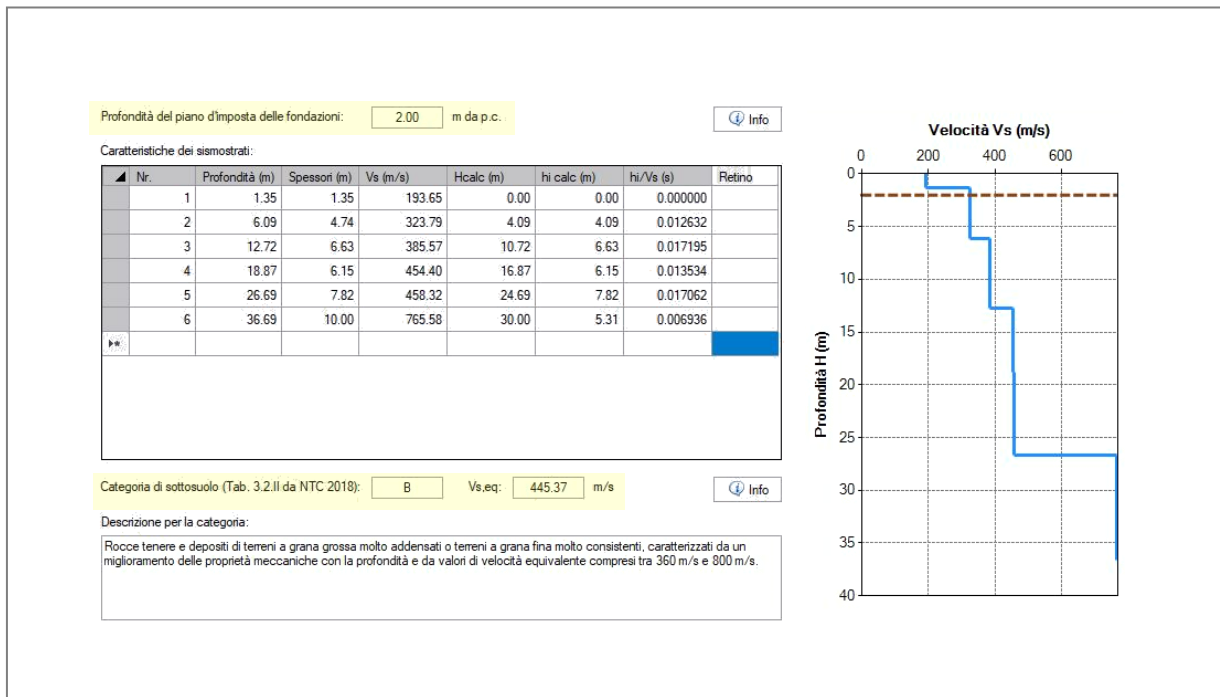 Profondità del piano d'imposta delle fondazioni: 2.00 m da p.c.
Info
Caratteristiche dei sismostrati:
Nr. Profondità (m) Spessori (m) Vs (m/s) Hcalc (m) hi calc (m) hi/Vs (s) Retino
1 1.35 1.35 193.65 0.00 0.00 0.000000
2 6.09 4.74 323.79 4.09 4.09 0.012632
3 12.72 6.63 385.57 10.72 6.63 0.017195
4 18.87 6.15 454.40 16.87 6.15 0.013534
5 26.69 7.82 458.32 24.69 7.82 0.017062
6 36.69 10.00 765.58 30.00 5.31 0.006936
Categoria di sottosuolo (Tab. 3.2.II da NTC 2018): B Vs,eq: 445.37 m/s
Info
Descrizione per la categoria:
Rocce tenere e depositi di terreni a grana grossa molto addensati o terreni a grana fina molto consistenti, caratterizzati da un
miglioramento delle proprietà meccaniche con la profondità e da valori di velocità equivalente compresi tra 360 m/s e 800 m/s.
Velocità Vs (m/s)
0 200 400 600
0
5
10
15
20
25
30
35
40
Profondità H (m)